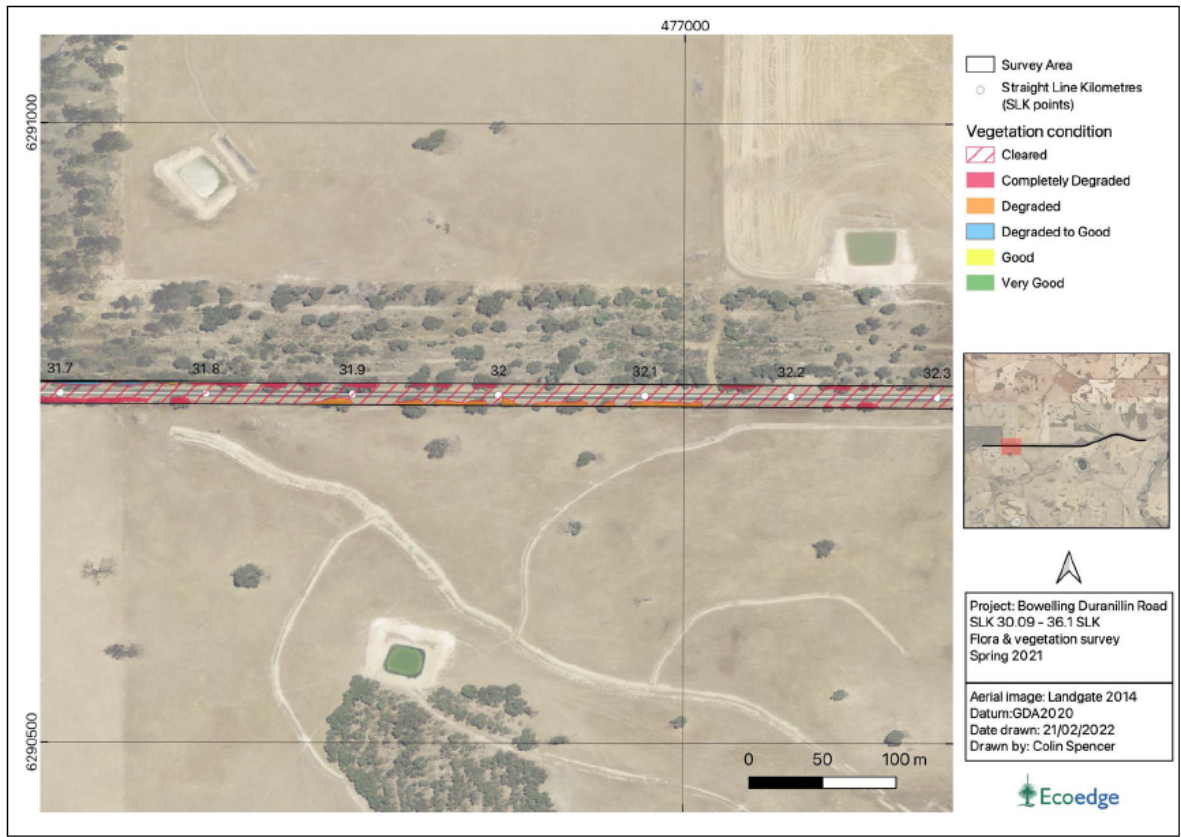 477000
6291000
6290500
31.7
31.8
31.9
32
32.1
32.2
32.3
0 50 100 m
Survey Area
Straight Line Kilometres
(SLK points)
Vegetation condition
Cleared
Completely Degraded
Degraded
Degraded to Good
Good
Very Good
Project: Bowelling Duranillin Road
SLK 30.09 - 36.1 SLK
Flora & vegetation survey
Spring 2021
Aerial image: Landgate 2014
Datum:GDA2020
Date drawn: 21/02/2022
Drawn by: Colin Spencer
Ecoedge